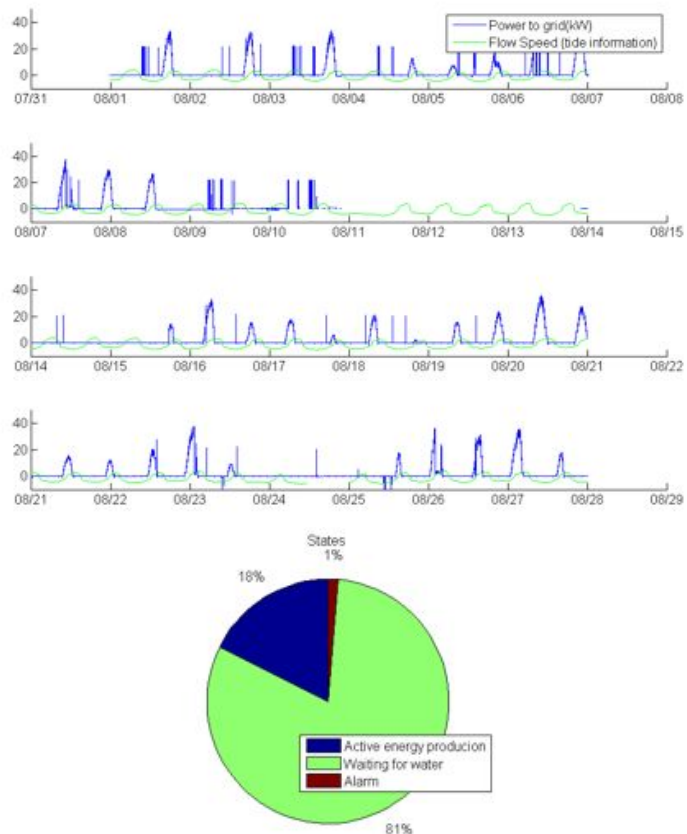 40
20
0
Power to grid(kW)
Flow Speed (tide information)
07/31 08/01 08/02 08/03 08/04 08/05 08/06 08/07 08/08
40
20
0
08/07 08/08 08/09 08/10 08/11 08/12 08/13 08/14 08/15
40
20
0
08/14 08/15 08/16 08/17 08/18 08/19 08/20 08/21 08/22
40
20
0
08/21 08/22 08/23 08/24 08/25 08/26 08/27 08/28 08/29
States
1%
18%
Active energy producion
Waiting for water
Alarm
81%